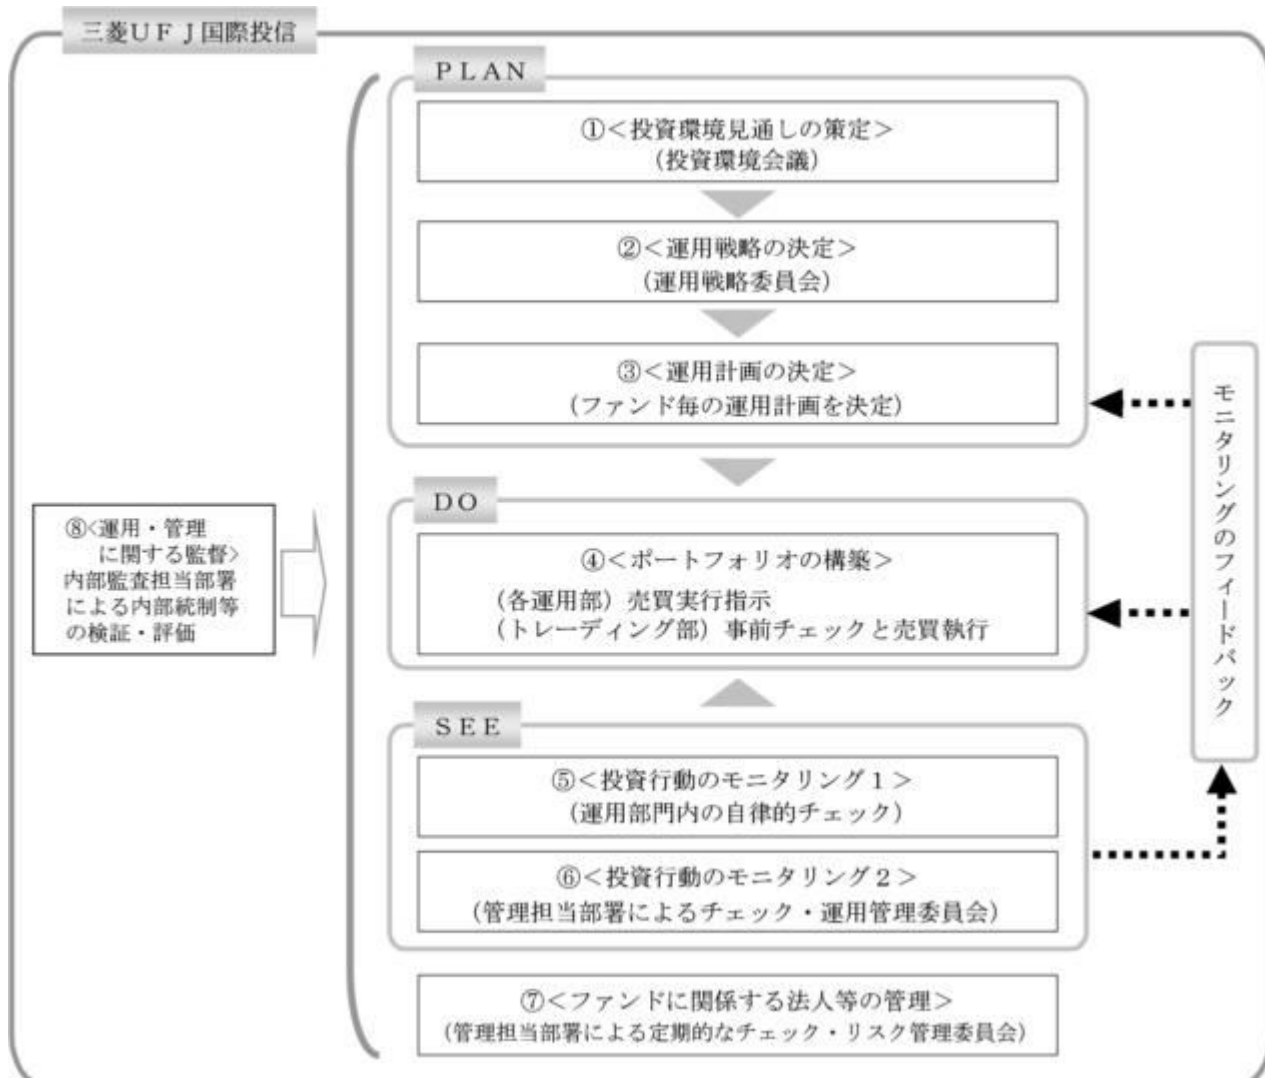 三菱ＵＦＪ国際投信
ＰＬＡＮ
①＜投資環境見通しの策定＞
（投資環境会議）
②＜運用戦略の決定＞
（運用戦略委員会）
③＜運用計画の決定＞
（ファンド毎の運用計画を決定）
ＤＯ
④＜ポートフォリオの構築＞
（各運用部）売買実行指示
（トレーディング部）事前チェックと売買執行
ＳＥＥ
⑤＜投資行動のモニタリング１＞
（運用部門内の自律的チェック）
⑥＜投資行動のモニタリング２＞
（管理担当部署によるチェック・運用管理委員会）
⑦＜ファンドに関係する法人等の管理＞
（管理担当部署による定期的なチェック・リスク管理委員会）
⑧<運用・管理
に関する監督>
内部監査担当部署
による内部統制等
の検証・評価
モニタリングのフィードバック